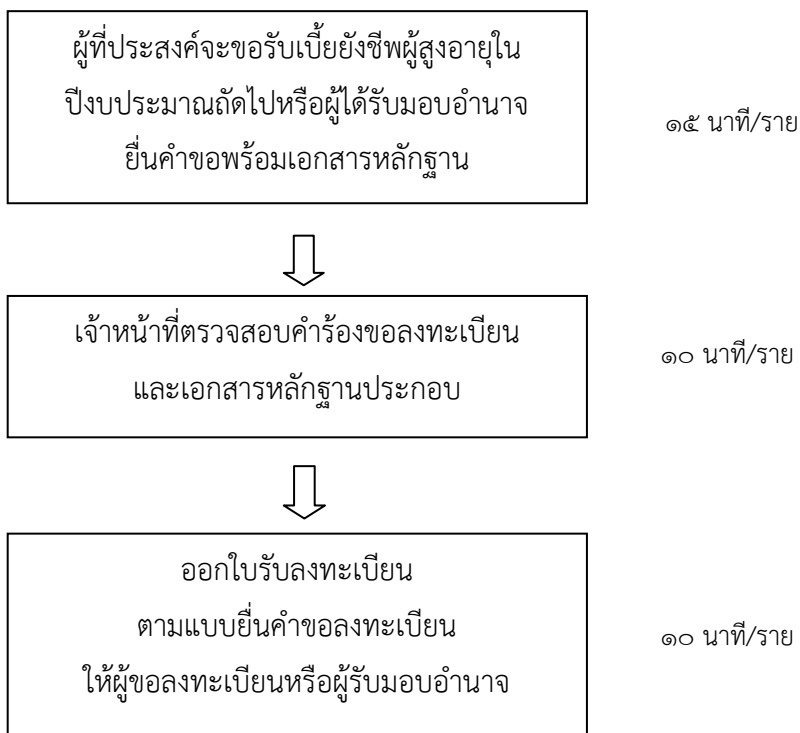 ผู้ที่ประสงค์จะขอรับเบี้ยยังชีพผู้สูงอายุใน
ปีงบประมาณถัดไปหรือผู้ได้รับมอบอำนาจ
ยื่นคำขอพร้อมเอกสารหลักฐาน
๑๕ นาที/ราย
เจ้าหน้าที่ตรวจสอบคำร้องขอลงทะเบียน
และเอกสารหลักฐานประกอบ
๑๐ นาที/ราย
ออกใบรับลงทะเบียน
ตามแบบยื่นคำขอลงทะเบียน
ให้ผู้ขอลงทะเบียนหรือผู้รับมอบอำนาจ
๑๐ นาที/ราย